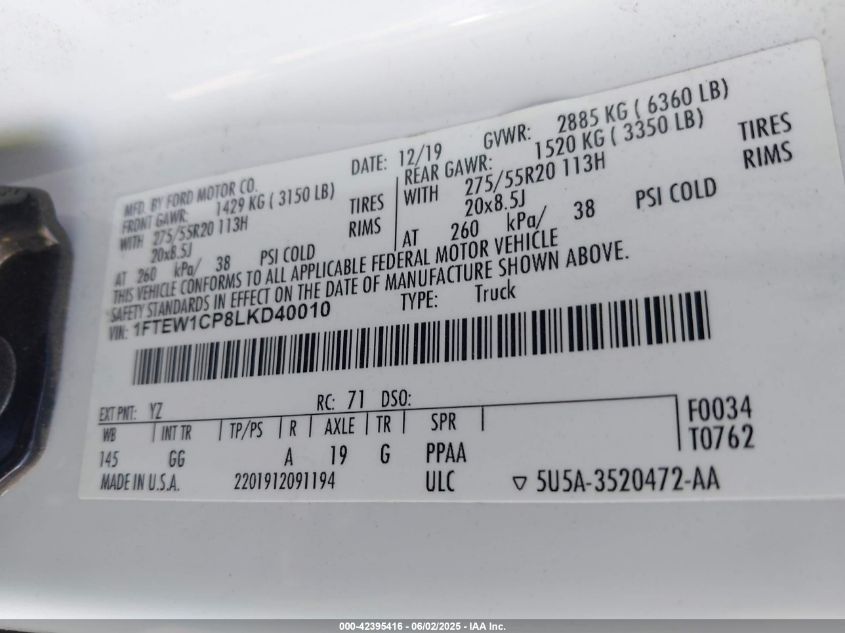 MFD. BY FORD MOTOR CO.
DATE: 12/19
GVWR: 2885 KG ( 6360 LB)
FRONT GAWR: 1429 KG ( 3150 LB)
WITH 275/55R20 113H TIRES
20x8.5J RIMS
AT 260 kPa/ 38 PSI COLD
REAR GAWR: 1520 KG ( 3350 LB)
WITH 275/55R20 113H TIRES
20x8.5J RIMS
AT 260 kPa/ 38 PSI COLD
THIS VEHICLE CONFORMS TO ALL APPLICABLE FEDERAL MOTOR VEHICLE
SAFETY STANDARDS IN EFFECT ON THE DATE OF MANUFACTURE SHOWN ABOVE.
VIN: 1FTEW1CP8LKD40010 TYPE: Truck
EXT PNT: YZ RC: 71 DSO:
WB INT TR TP/PS R AXLE TR SPR
145 GG A 19 G PPAA
F0034
T0762
MADE IN U.S.A. 2201912091194 ULC ▽ 5U5A-3520472-AA
000-42395416 - 06/02/2025 - IAA Inc.